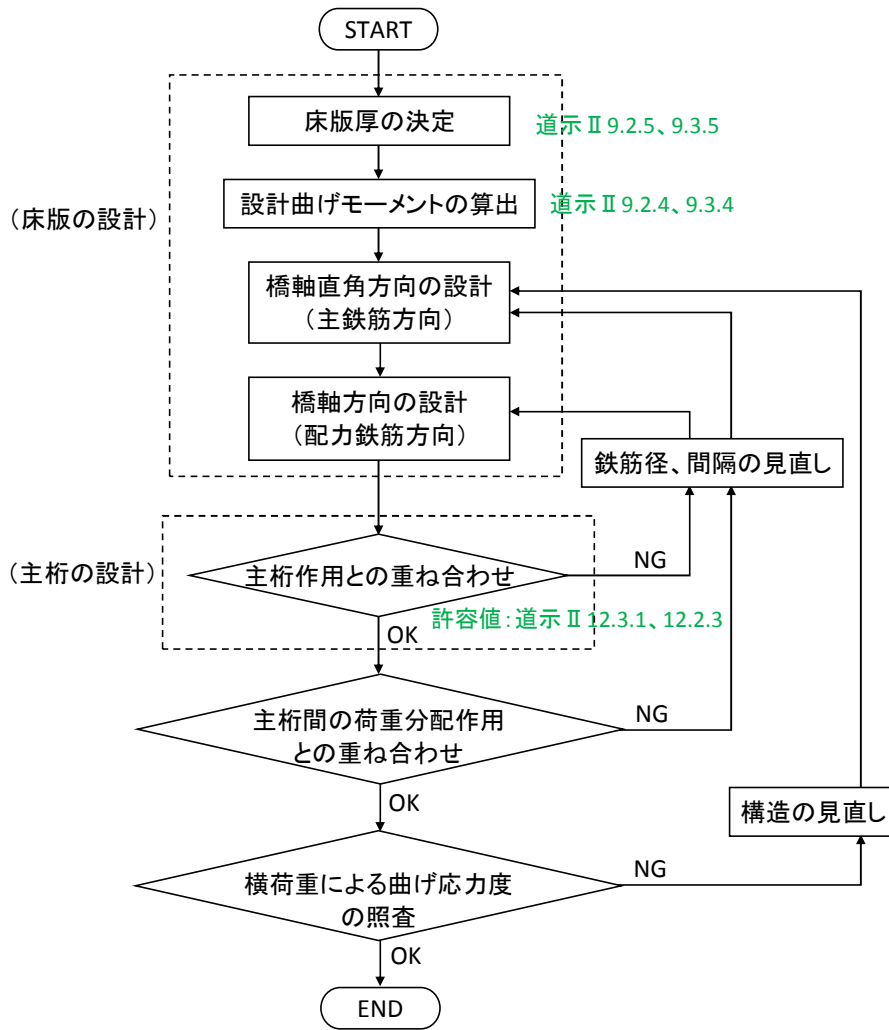 START
床版厚の決定
道示Ⅱ 9.2.5、9.3.5
設計曲げモーメントの算出
道示Ⅱ 9.2.4、9.3.4
（床版の設計）
橋軸直角方向の設計
（主鉄筋方向）
橋軸方向の設計
（配力鉄筋方向）
鉄筋径、間隔の見直し
（主桁の設計）
主桁作用との重ね合わせ
NG
許容値：道示Ⅱ 12.3.1、12.2.3
OK
主桁間の荷重分配作用
との重ね合わせ
NG
OK
構造の見直し
横荷重による曲げ応力度
の照査
NG
OK
END